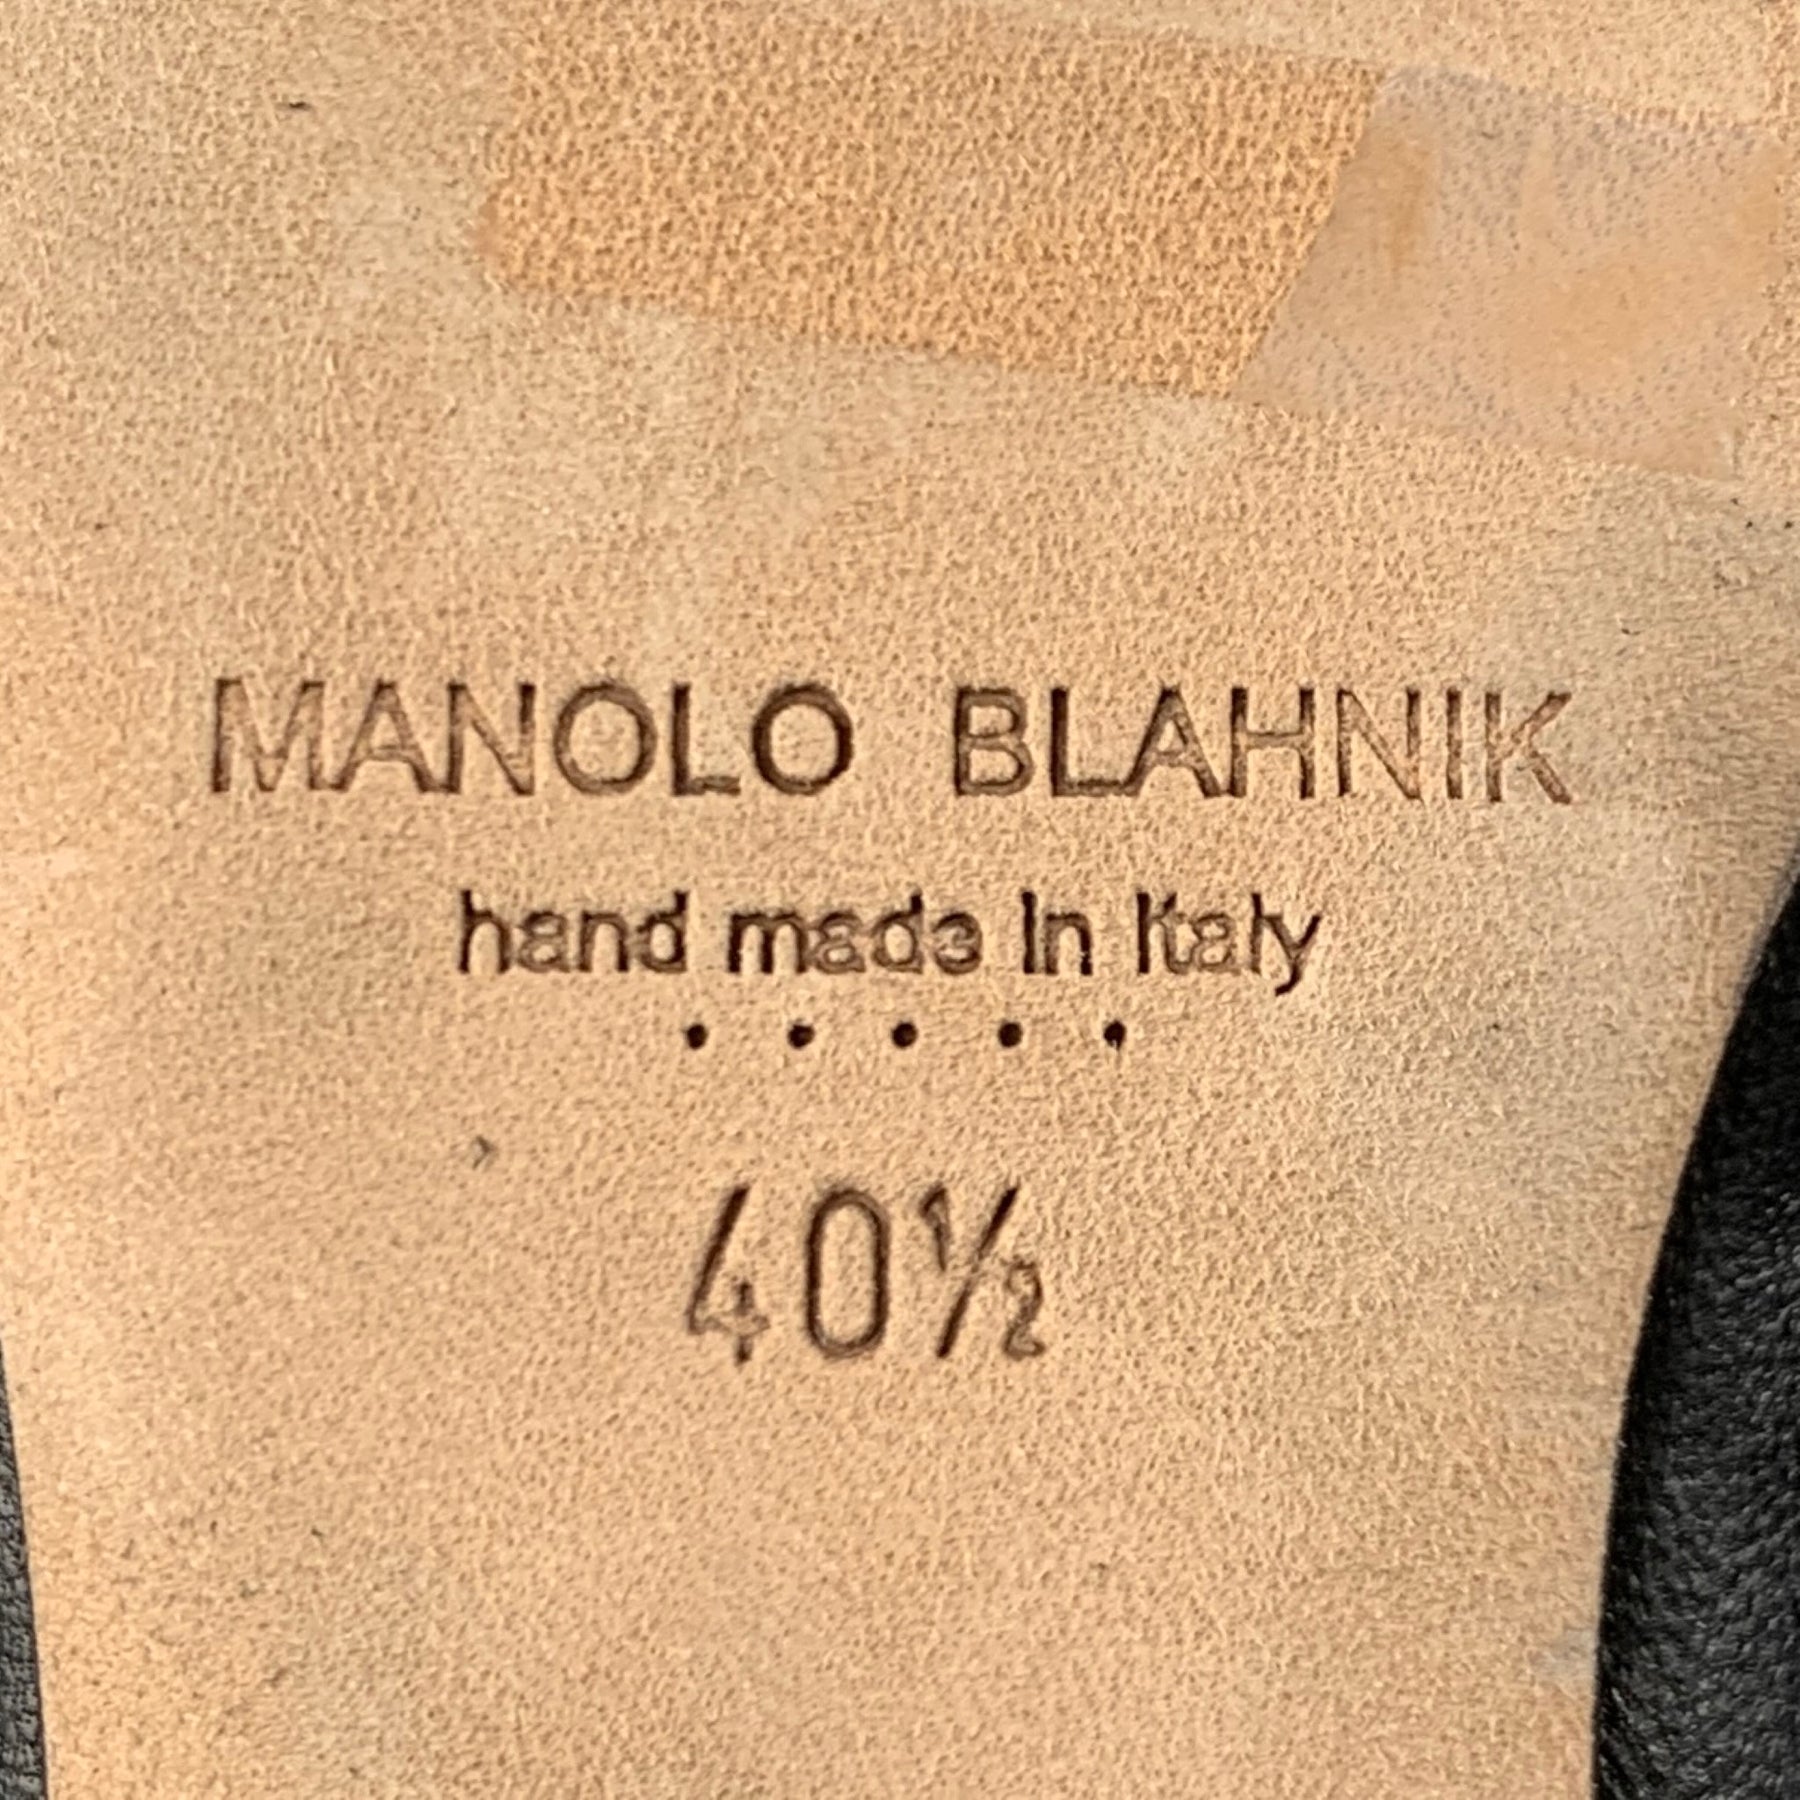 MANOLO BLAHNIK
hand made in Italy
• • • • •
40½